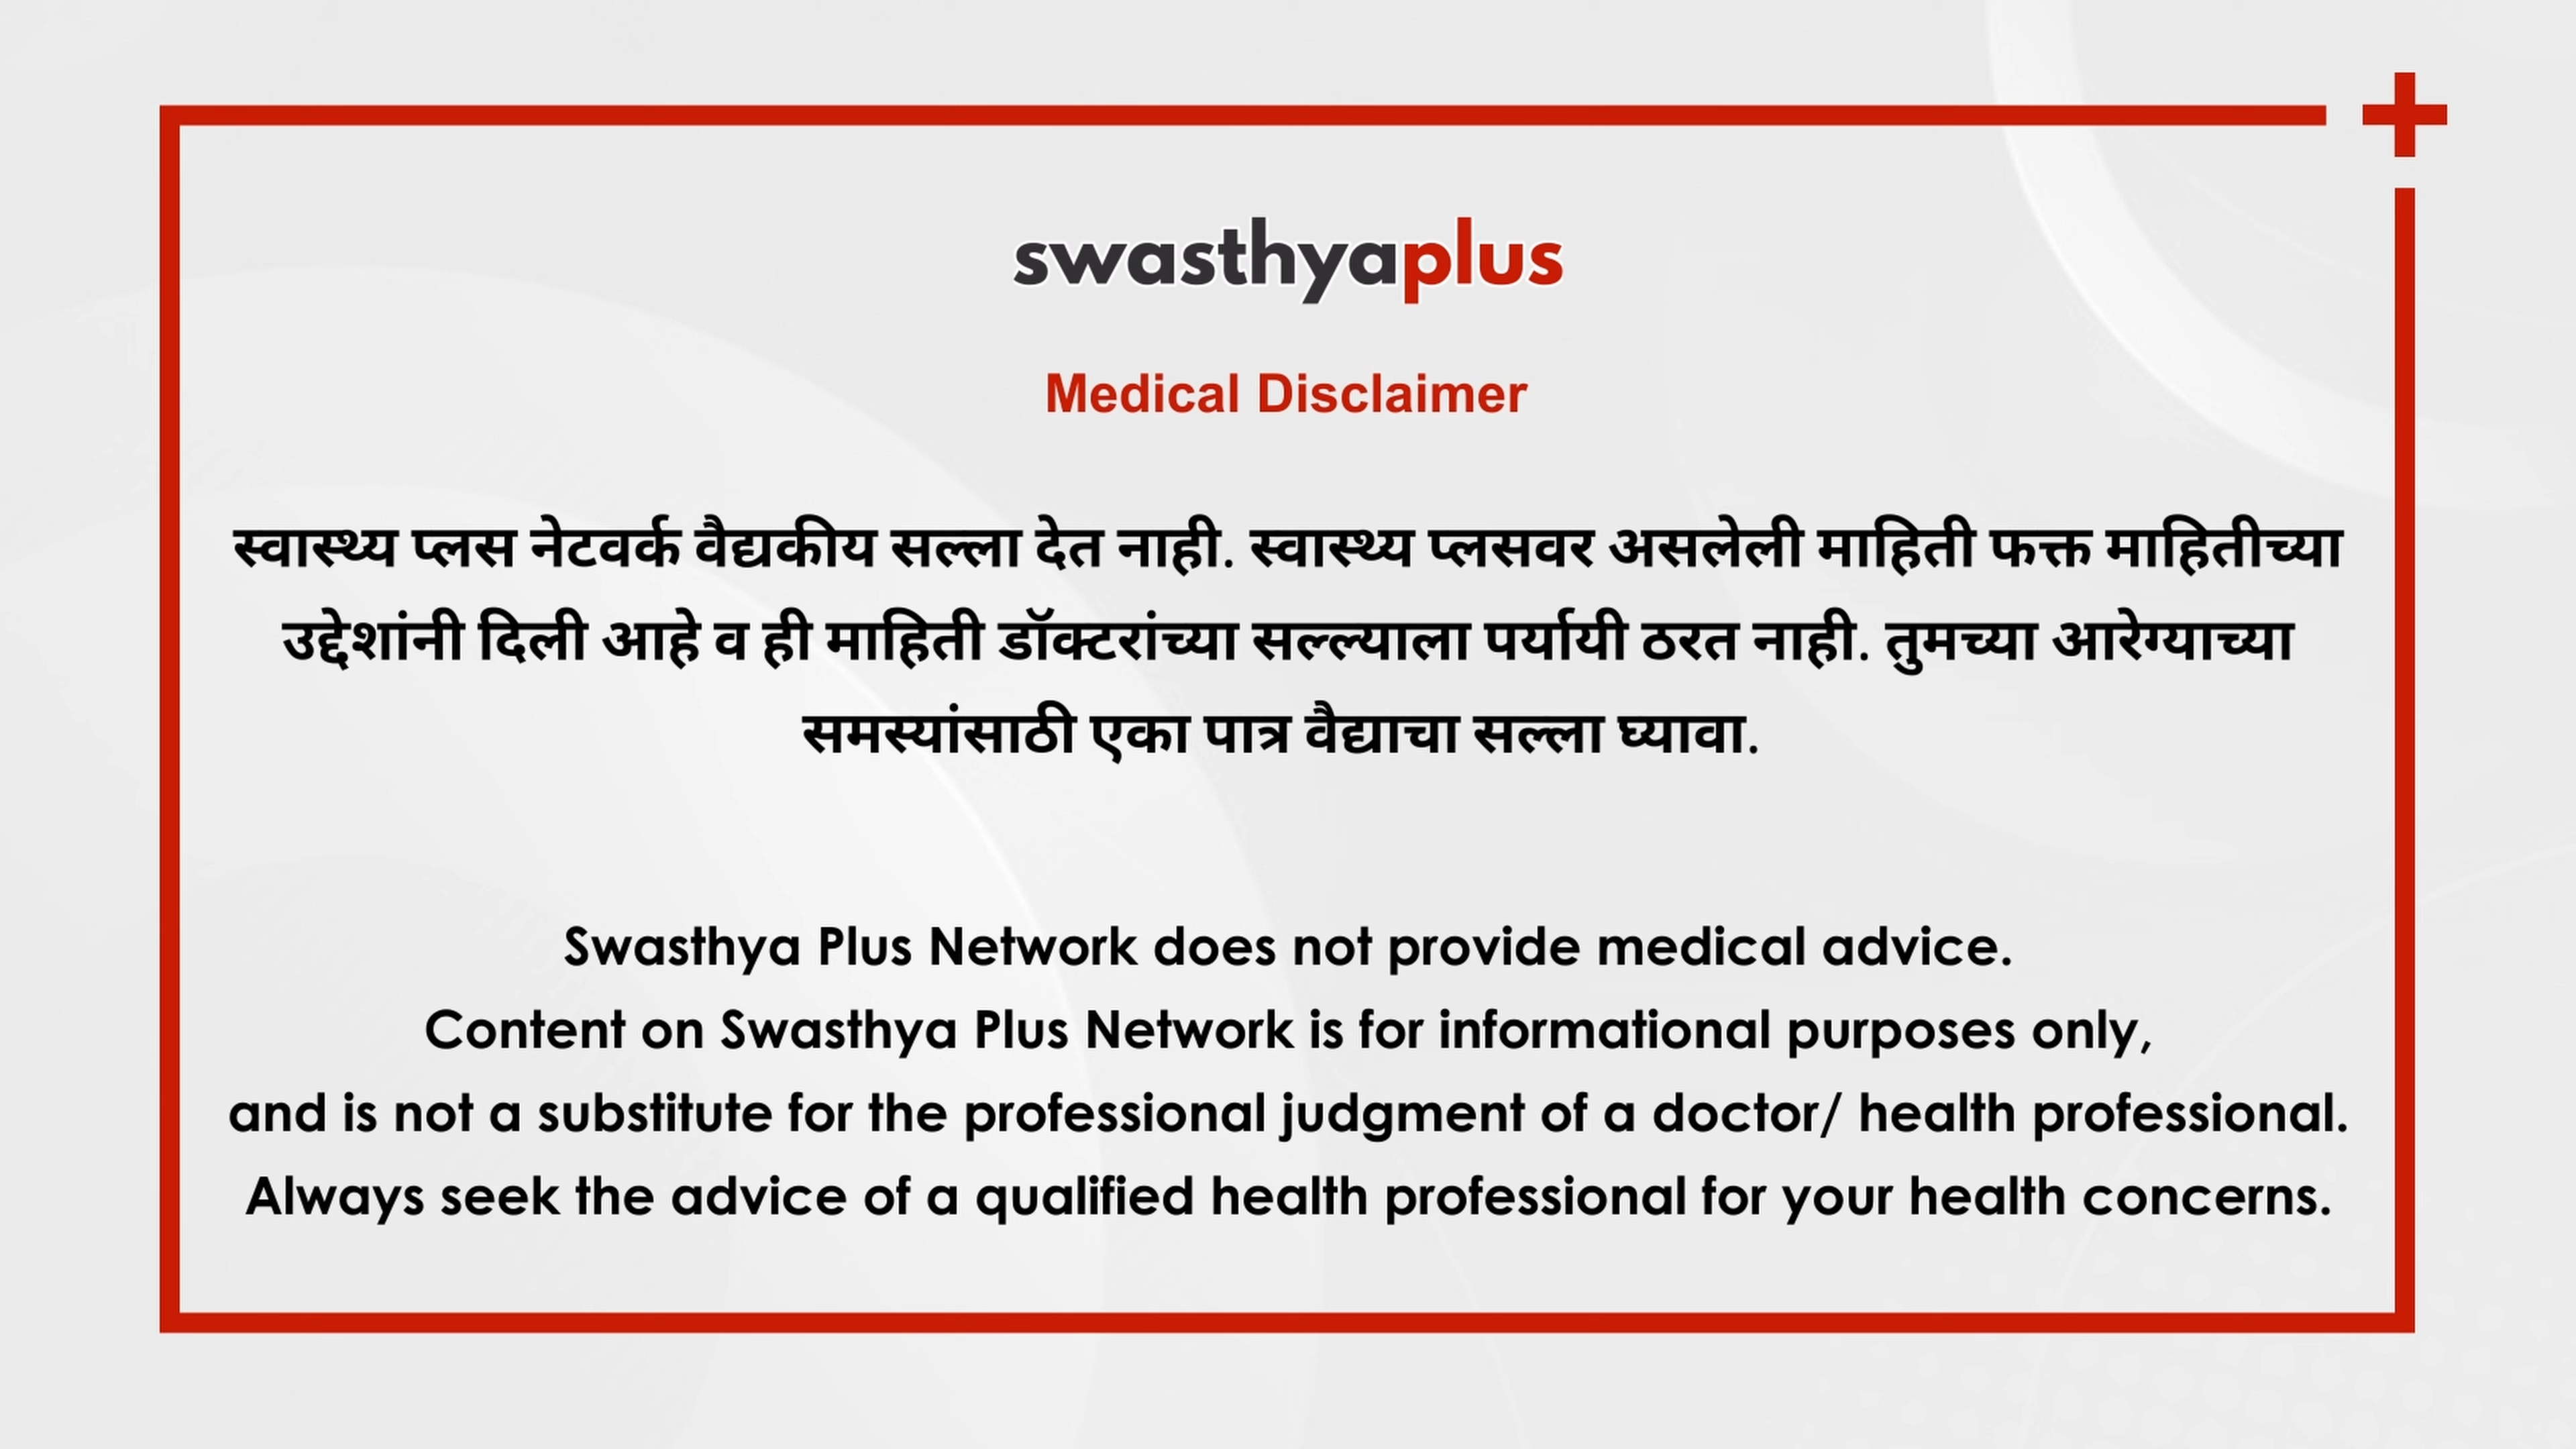 swasthyaplus
Medical Disclaimer
स्वास्थ्य प्लस नेटवर्क वैद्यकीय सल्ला देत नाही. स्वास्थ्य प्लसवर असलेली माहिती फक्त माहितीच्या
उद्देशांनी दिली आहे व ही माहिती डॉक्टरांच्या सल्ल्याला पर्यायी ठरत नाही. तुमच्या आरेग्याच्या
समस्यांसाठी एका पात्र वैद्याचा सल्ला घ्यावा.
Swasthya Plus Network does not provide medical advice.
Content on Swasthya Plus Network is for informational purposes only,
and is not a substitute for the professional judgment of a doctor/ health professional.
Always seek the advice of a qualified health professional for your health concerns.